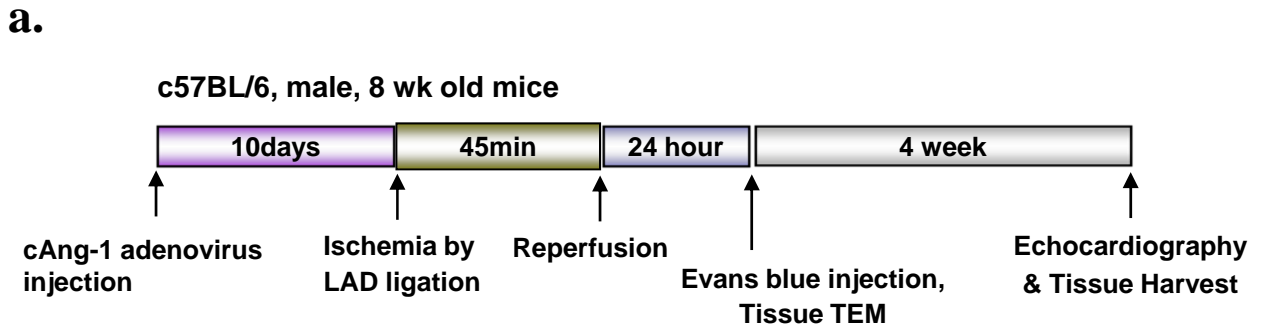 a.
c57BL/6, male, 8 wk old mice
10days
45min
24 hour
4 week
cAng-1 adenovirus
injection
Ischemia by
LAD ligation
Reperfusion
Evans blue injection,
Tissue TEM
Echocardiography
& Tissue Harvest